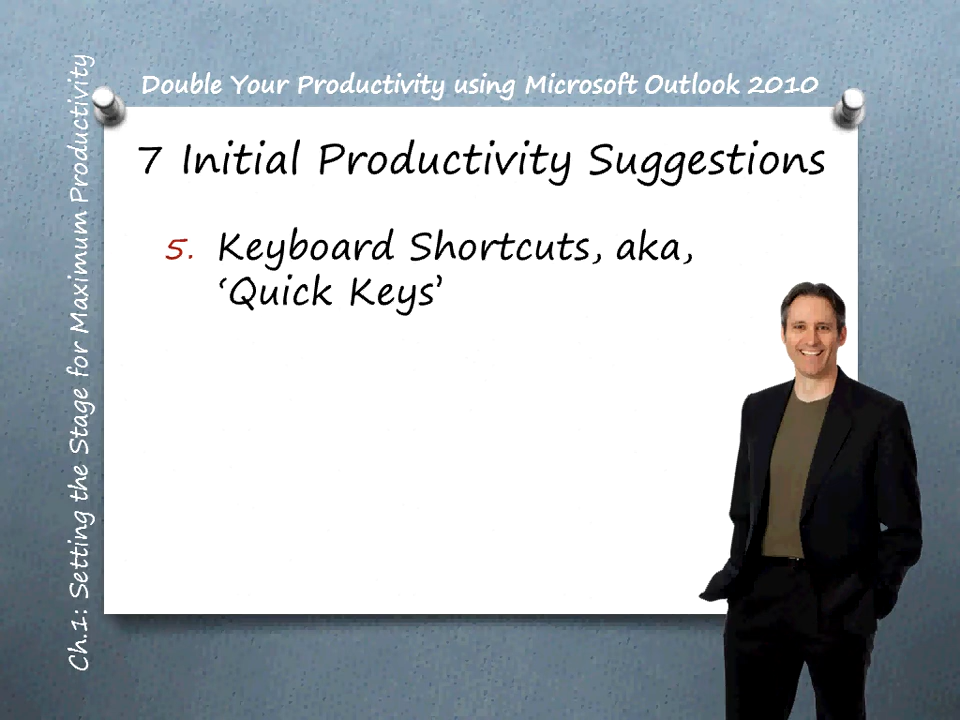 Double Your Productivity using Microsoft Outlook 2010
7 Initial Productivity Suggestions
5. Keyboard Shortcuts, aka,
‘Quick Keys’
Ch.1: Setting the Stage for Maximum Productivity